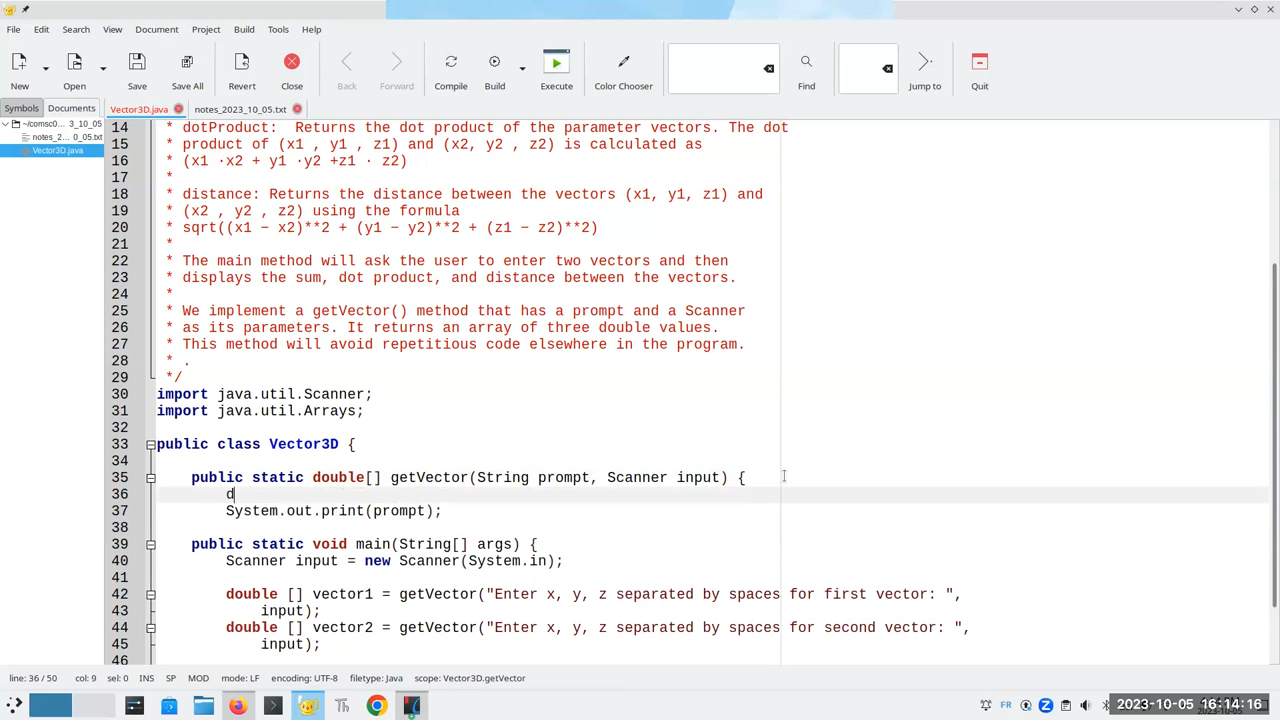 File Edit Search View Document Project Build Tools Help
New Open Save Save All Revert Close Back Forward Compile Build Execute Color Chooser Find Jump to Quit
Symbols Documents Vector3D.java notes_2023_10_05.txt
~/comsc0... 3_10_05
notes_2... 0_05.txt
Vector3D.java
14 * dotProduct:  Returns the dot product of the parameter vectors. The dot
15 * product of (x1 , y1 , z1) and (x2, y2 , z2) is calculated as
16 * (x1 ·x2 + y1 ·y2 +z1 · z2)
17 *
18 * distance: Returns the distance between the vectors (x1, y1, z1) and
19 * (x2 , y2 , z2) using the formula
20 * sqrt((x1 − x2)**2 + (y1 − y2)**2 + (z1 − z2)**2)
21 *
22 * The main method will ask the user to enter two vectors and then
23 * displays the sum, dot product, and distance between the vectors.
24 *
25 * We implement a getVector() method that has a prompt and a Scanner
26 * as its parameters. It returns an array of three double values.
27 * This method will avoid repetitious code elsewhere in the program.
28 * .
29 */
30 import java.util.Scanner;
31 import java.util.Arrays;
32
33 public class Vector3D {
34
35 public static double[] getVector(String prompt, Scanner input) {
36 d
37 System.out.print(prompt);
38
39 public static void main(String[] args) {
40 Scanner input = new Scanner(System.in);
41
42 double [] vector1 = getVector("Enter x, y, z separated by spaces for first vector: ",
43 input);
44 double [] vector2 = getVector("Enter x, y, z separated by spaces for second vector: ",
45 input);
46
line: 36 / 50 col: 9 sel: 0 INS SP MOD mode: LF encoding: UTF-8 filetype: Java scope: Vector3D.getVector
FR 2023-10-05 16:14:16